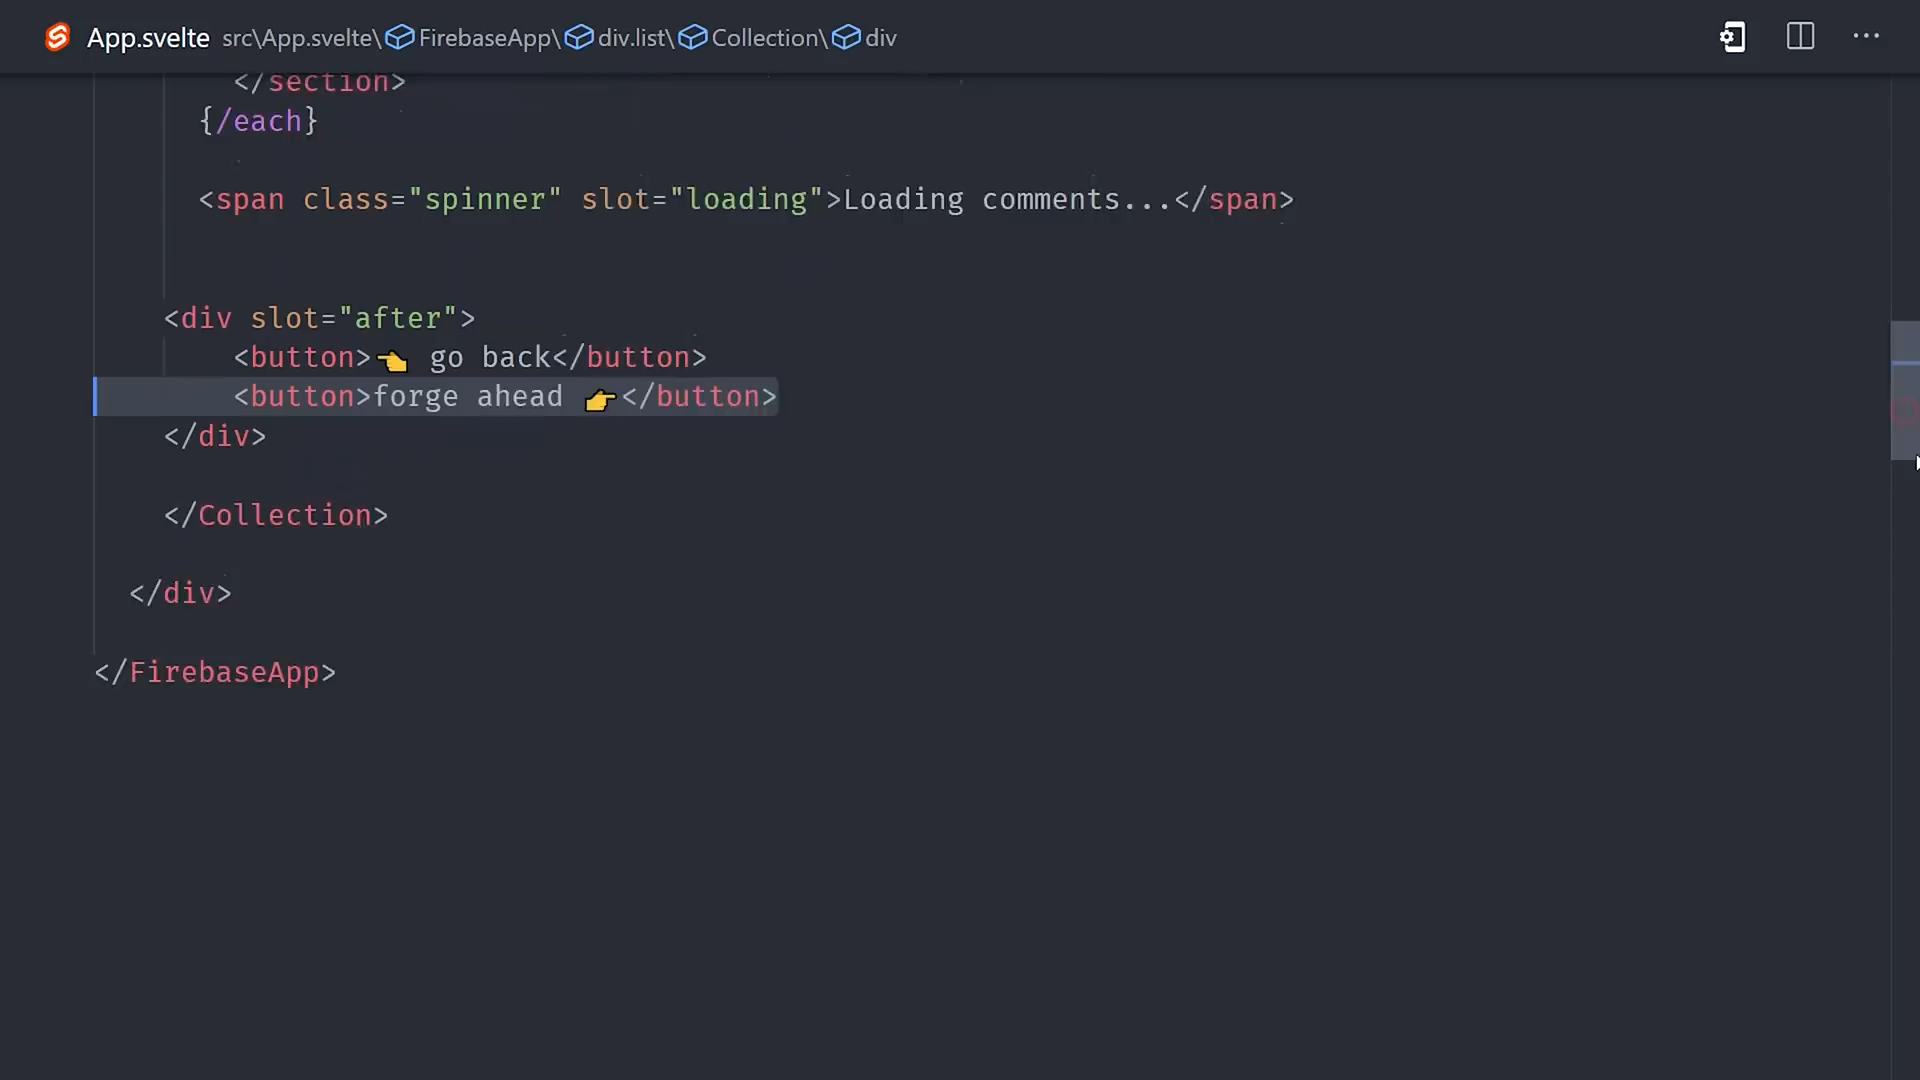 App.svelte src\App.svelte\FirebaseApp\div.list\Collection\div
</section>
{/each}
<span class="spinner" slot="loading">Loading comments...</span>
<div slot="after">
<button>👈 go back</button>
<button>forge ahead 👉</button>
</div>
</Collection>
</div>
</FirebaseApp>